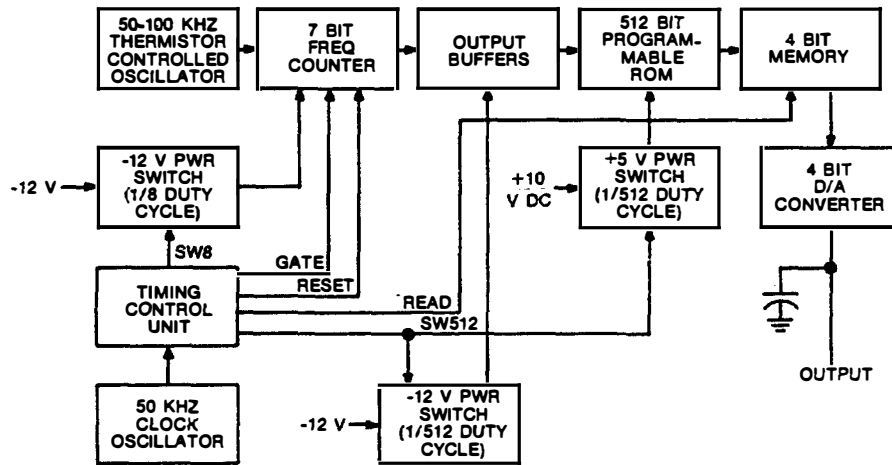 50-100 KHZ
THERMISTOR
CONTROLLED
OSCILLATOR
7 BIT
FREQ
COUNTER
OUTPUT
BUFFERS
512 BIT
PROGRAM-
MABLE
ROM
4 BIT
MEMORY
-12 V
-12 V PWR
SWITCH
(1/8 DUTY
CYCLE)
+10
V DC
+5 V PWR
SWITCH
(1/512 DUTY
CYCLE)
4 BIT
D/A
CONVERTER
SW8
GATE
RESET
READ
SW512
TIMING
CONTROL
UNIT
OUTPUT
50 KHZ
CLOCK
OSCILLATOR
-12 V
-12 V PWR
SWITCH
(1/512 DUTY
CYCLE)